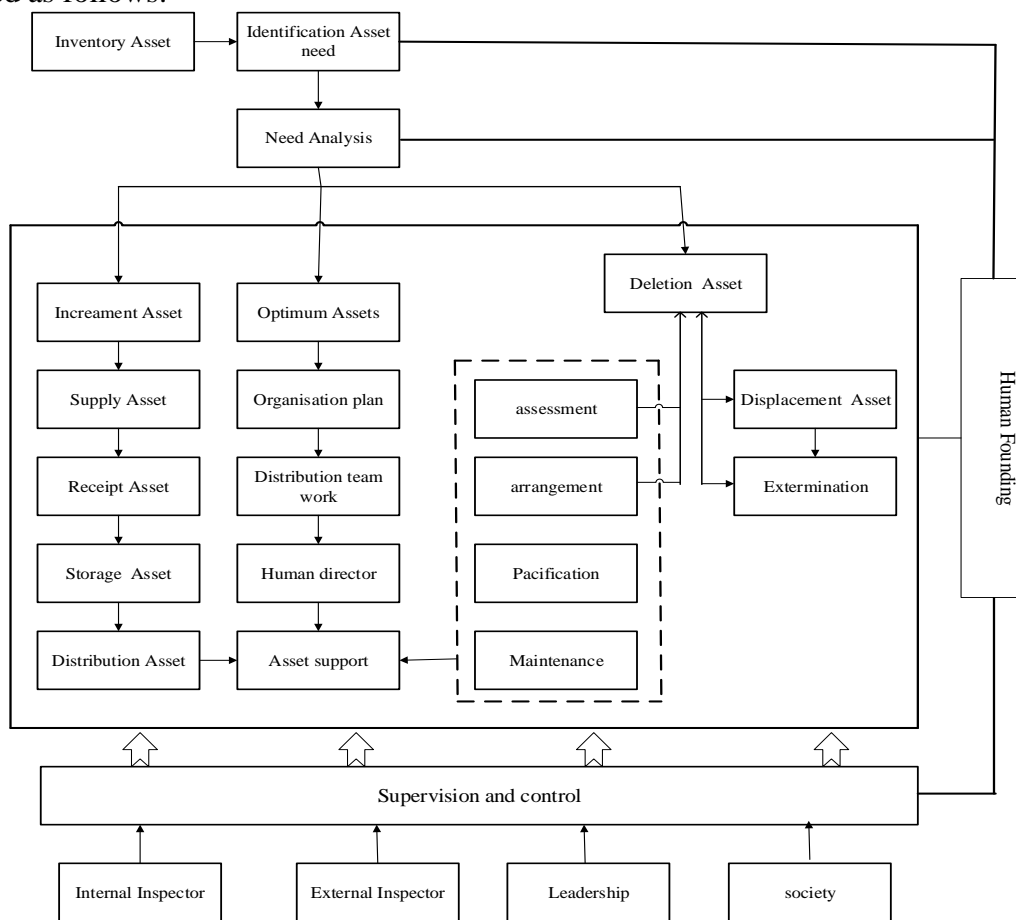 ed as follows:
Inventory Asset
Identification Asset
need
Need Analysis
Deletion Asset
Increament Asset
Optimum Assets
Supply Asset
Organisation plan
assessment
Displacement Asset
Receipt Asset
Distribution team
work
arrangement
Extermination
Human Founding
Storage Asset
Human director
Pacification
Distribution Asset
Asset support
Maintenance
Supervision and control
Internal Inspector
External Inspector
Leadership
society